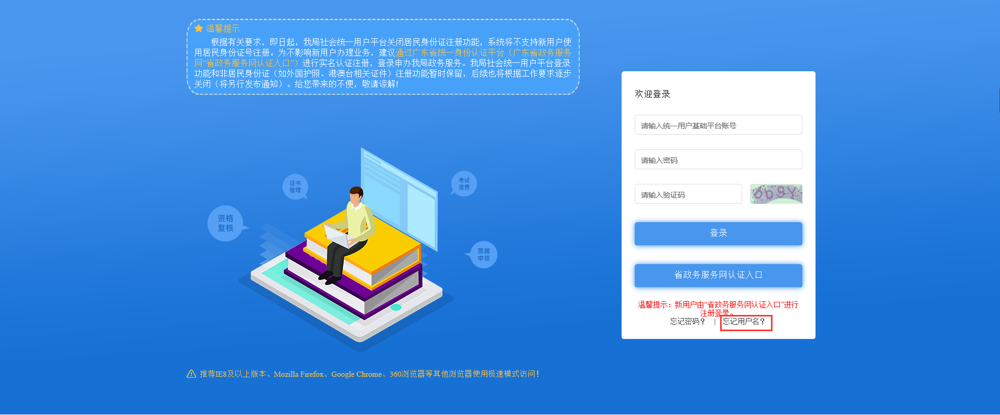 温馨提示
根据有关要求，即日起，我局社会统一用户平台关闭居民身份证注册功能，系统将不支持新用户使
用居民身份证号注册。为不影响新用户办理业务，建议通过广东省统一身份认证平台（广东省政务服务
网“省政务服务网认证入口”）进行实名认证注册，登录申办我局政务服务。我局社会统一用户平台登录
功能和非居民身份证（如外国护照、港澳台相关证件）注册功能暂时保留，后续也将根据工作要求逐步
关闭（将另行发布通知）。给您带来的不便，敬请谅解!
证书
管理
考试
退费
资格
复核
票据
申领
欢迎登录
请输入统一用户基础平台账号
请输入密码
请输入验证码
6b9Y
登录
省政务服务网认证入口
温馨提示：新用户由“省政务服务网认证入口”进行
注册登录。
忘记密码？ | 忘记用户名？
推荐IE8及以上版本、Mozilla Firefox、Google Chrome、360浏览器等其他浏览器使用极速模式访问！